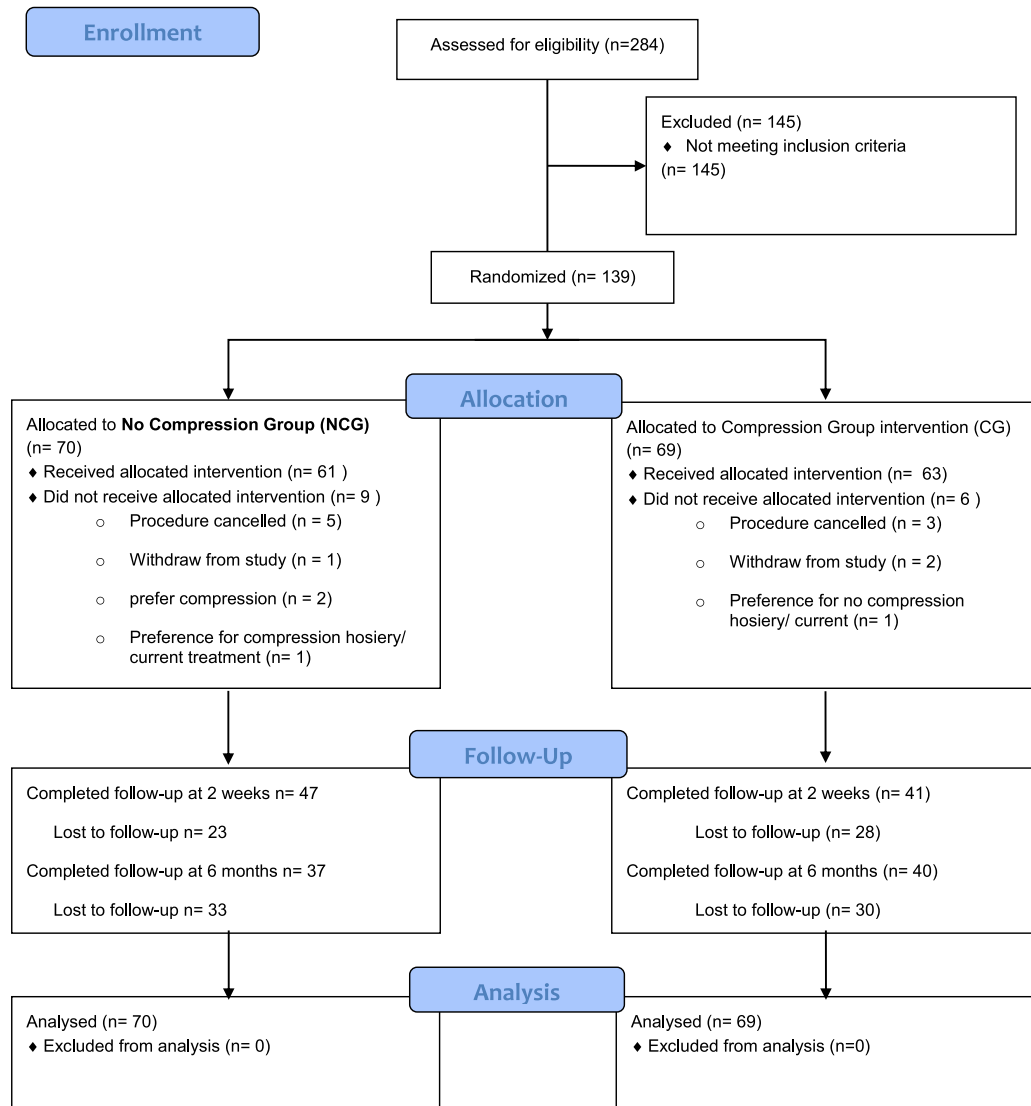 Enrollment
Assessed for eligibility (n=284)
Excluded (n= 145)
♦ Not meeting inclusion criteria
(n= 145)
Randomized (n= 139)
Allocation
Allocated to No Compression Group (NCG)
(n= 70)
♦ Received allocated intervention (n= 61 )
♦ Did not receive allocated intervention (n= 9 )
○ Procedure cancelled (n = 5)
○ Withdraw from study (n = 1)
○ prefer compression (n = 2)
○ Preference for compression hosiery/
current treatment (n= 1)
Allocated to Compression Group intervention (CG)
(n= 69)
♦ Received allocated intervention (n=  63)
♦ Did not receive allocated intervention (n= 6 )
○ Procedure cancelled (n = 3)
○ Withdraw from study (n = 2)
○ Preference for no compression
hosiery/ current (n= 1)
Follow-Up
Completed follow-up at 2 weeks n= 47
Lost to follow-up n= 23
Completed follow-up at 6 months n= 37
Lost to follow-up n= 33
Completed follow-up at 2 weeks (n= 41)
Lost to follow-up (n= 28)
Completed follow-up at 6 months (n= 40)
Lost to follow-up (n= 30)
Analysis
Analysed (n= 70)
♦ Excluded from analysis (n= 0)
Analysed (n= 69)
♦ Excluded from analysis (n=0)